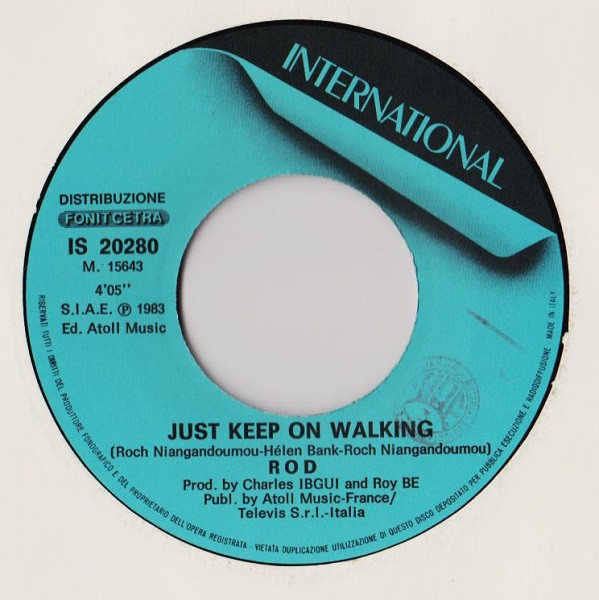 INTERNATIONAL
DISTRIBUZIONE
FONIT CETRA
IS 20280
M. 15643
4'05''
S.I.A.E. Ⓟ 1983
Ed. Atoll Music
JUST KEEP ON WALKING
(Roch Niangandoumou-Hélen Bank-Roch Niangandoumou)
ROD
Prod. by Charles IBGUI and Roy BE
Publ. by Atoll Music-France/
Televis S.r.l.-Italia
RISERVATI TUTTI I DIRITTI DEL PRODUTTORE FONOGRAFICO E DEL PROPRIETARIO DELL'OPERA REGISTRATA - VIETATA DUPLICAZIONE UTILIZZAZIONE DI QUESTO DISCO DEPOSITATO PER PUBBLICA ESECUZIONE E RADIODIFFUSIONE. MADE IN ITALY